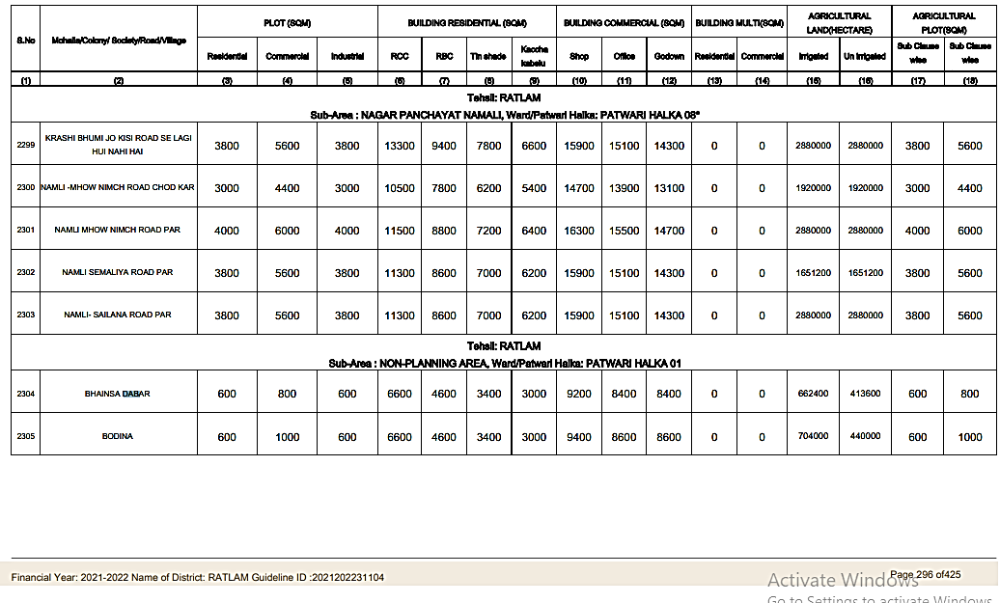 S.No Mohalla/Colony/ Society/Road/Village PLOT (SQM) BUILDING RESIDENTIAL (SQM) BUILDING COMMERCIAL (SQM) BUILDING MULTI(SQM) AGRICULTURAL LAND(HECTARE) AGRICULTURAL PLOT(SQM)
Residential Commercial Industrial RCC RBC Tin shade Kaccha kabelu Shop Office Godown Residential Commercial Irrigated Un Irrigated Sub Clause wise Sub Clause wise
(1) (2) (3) (4) (5) (6) (7) (8) (9) (10) (11) (12) (13) (14) (15) (16) (17) (18)
Tehsil: RATLAM
Sub-Area : NAGAR PANCHAYAT NAMALI, Ward/Patwari Halka: PATWARI HALKA 08*
2299 KRASHI BHUMI JO KISI ROAD SE LAGI HUI NAHI HAI 3800 5600 3800 13300 9400 7800 6600 15900 15100 14300 0 0 2880000 2880000 3800 5600
2300 NAMLI -MHOW NIMCH ROAD CHOD KAR 3000 4400 3000 10500 7800 6200 5400 14700 13900 13100 0 0 1920000 1920000 3000 4400
2301 NAMLI MHOW NIMCH ROAD PAR 4000 6000 4000 11500 8800 7200 6400 16300 15500 14700 0 0 2880000 2880000 4000 6000
2302 NAMLI SEMALIYA ROAD PAR 3800 5600 3800 11300 8600 7000 6200 15900 15100 14300 0 0 1651200 1651200 3800 5600
2303 NAMLI- SAILANA ROAD PAR 3800 5600 3800 11300 8600 7000 6200 15900 15100 14300 0 0 2880000 2880000 3800 5600
Tehsil: RATLAM
Sub-Area : NON-PLANNING AREA, Ward/Patwari Halka: PATWARI HALKA 01
2304 BHAINSA DABAR 600 800 600 6600 4600 3400 3000 9200 8400 8400 0 0 662400 413600 600 800
2305 BODINA 600 1000 600 6600 4600 3400 3000 9400 8600 8600 0 0 704000 440000 600 1000
Financial Year: 2021-2022 Name of District: RATLAM Guideline ID :2021202231104
Page 296 of425
Activate Windows
Go to Settings to activate Windows